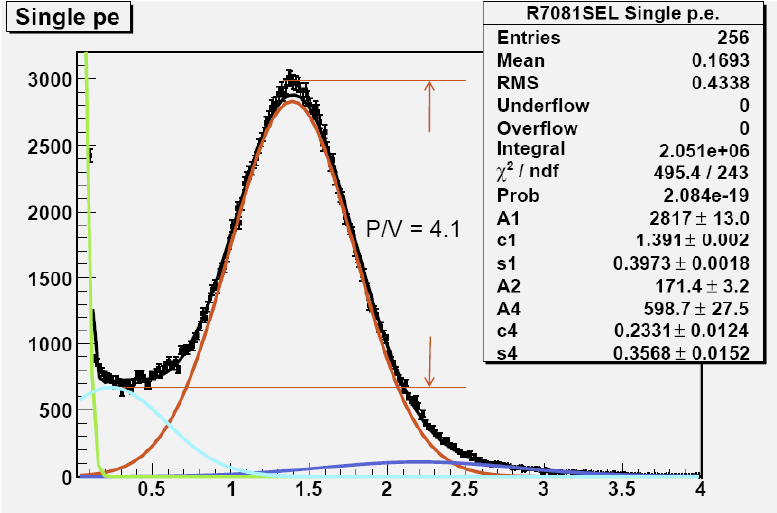 Single pe
R7081SEL Single p.e.
Entries 256
Mean 0.1693
RMS 0.4338
Underflow 0
Overflow 0
Integral 2.051e+06
χ² / ndf 495.4 / 243
Prob 2.084e-19
A1 2817 ± 13.0
c1 1.391 ± 0.002
s1 0.3973 ± 0.0018
A2 171.4 ± 3.2
A4 598.7 ± 27.5
c4 0.2331 ± 0.0124
s4 0.3568 ± 0.0152
P/V = 4.1
3000
2500
2000
1500
1000
500
0
0.5 1 1.5 2 2.5 3 3.5 4